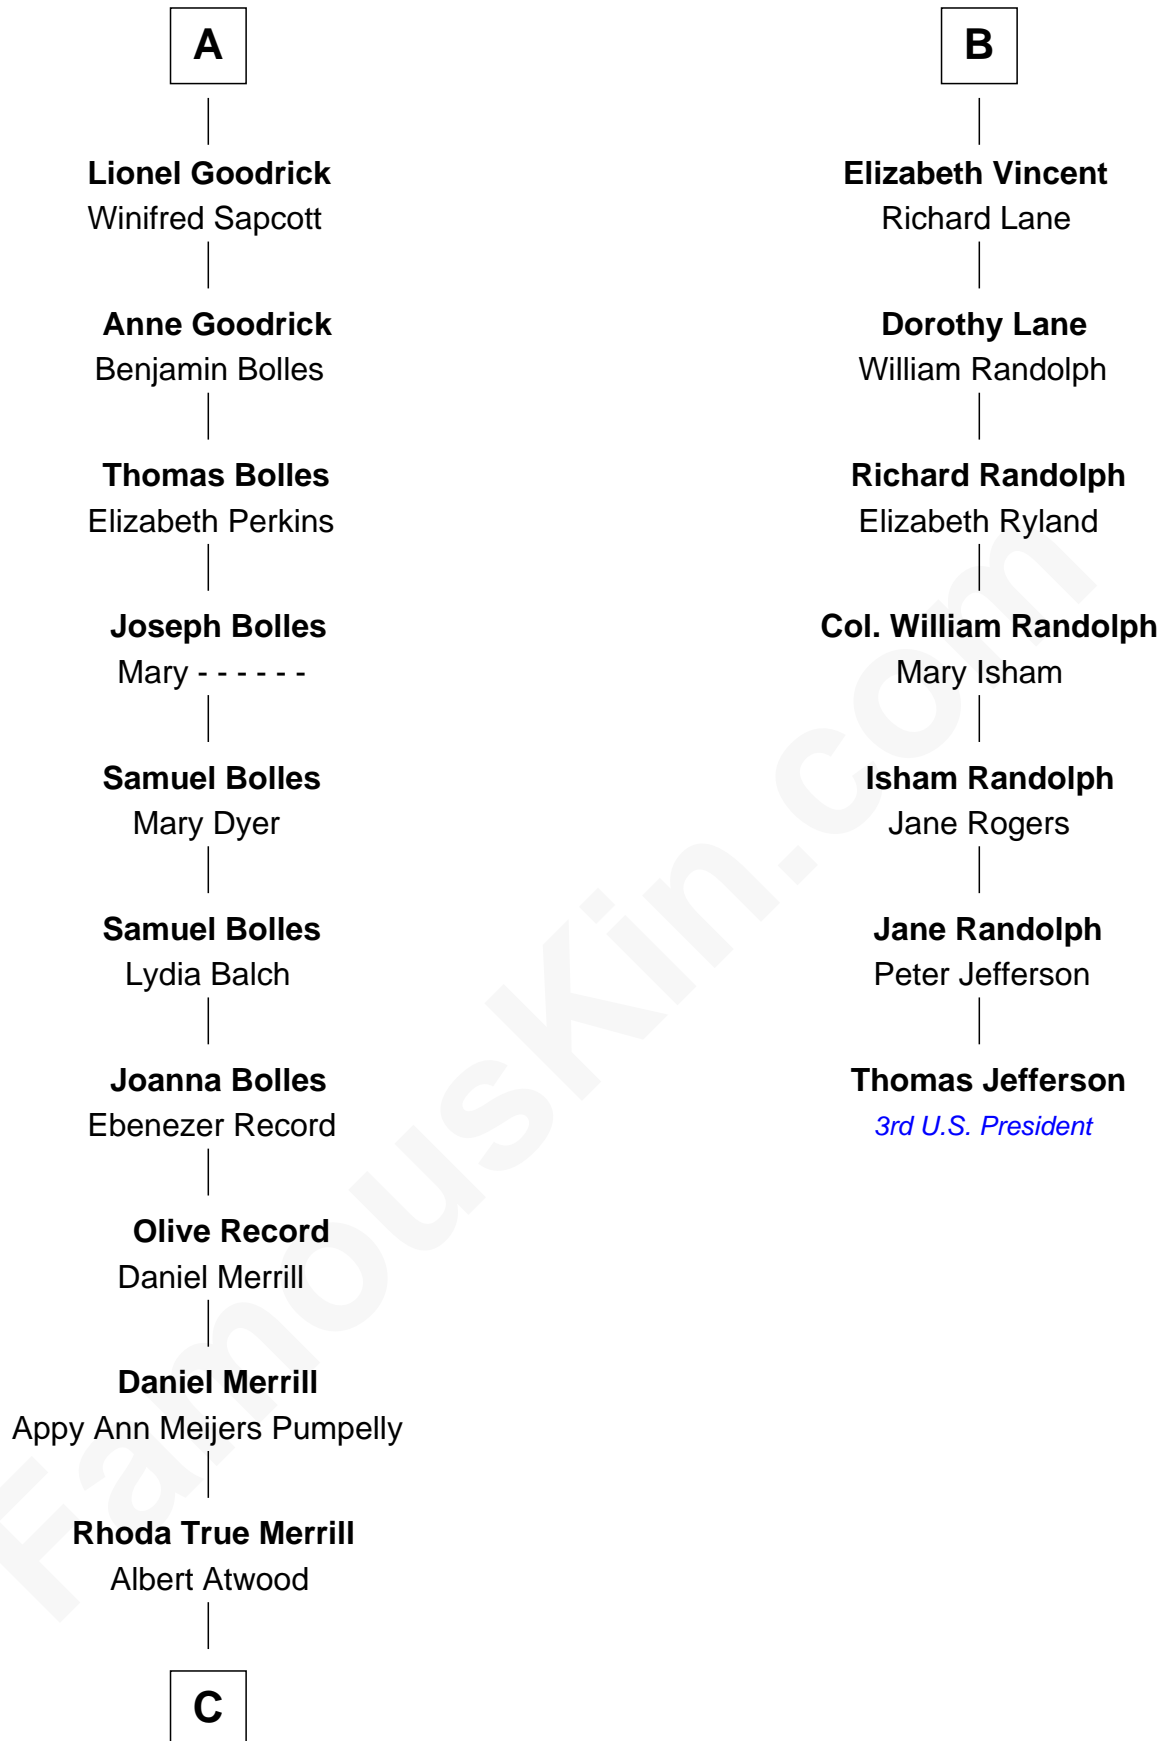 A
Lionel Goodrick
Winifred Sapcott
Anne Goodrick
Benjamin Bolles
Thomas Bolles
Elizabeth Perkins
Joseph Bolles
Mary - - - - - -
Samuel Bolles
Mary Dyer
Samuel Bolles
Lydia Balch
Joanna Bolles
Ebenezer Record
Olive Record
Daniel Merrill
Daniel Merrill
Appy Ann Meijers Pumpelly
Rhoda True Merrill
Albert Atwood
C
B
Elizabeth Vincent
Richard Lane
Dorothy Lane
William Randolph
Richard Randolph
Elizabeth Ryland
Col. William Randolph
Mary Isham
Isham Randolph
Jane Rogers
Jane Randolph
Peter Jefferson
Thomas Jefferson
3rd U.S. President
FamousKin.com